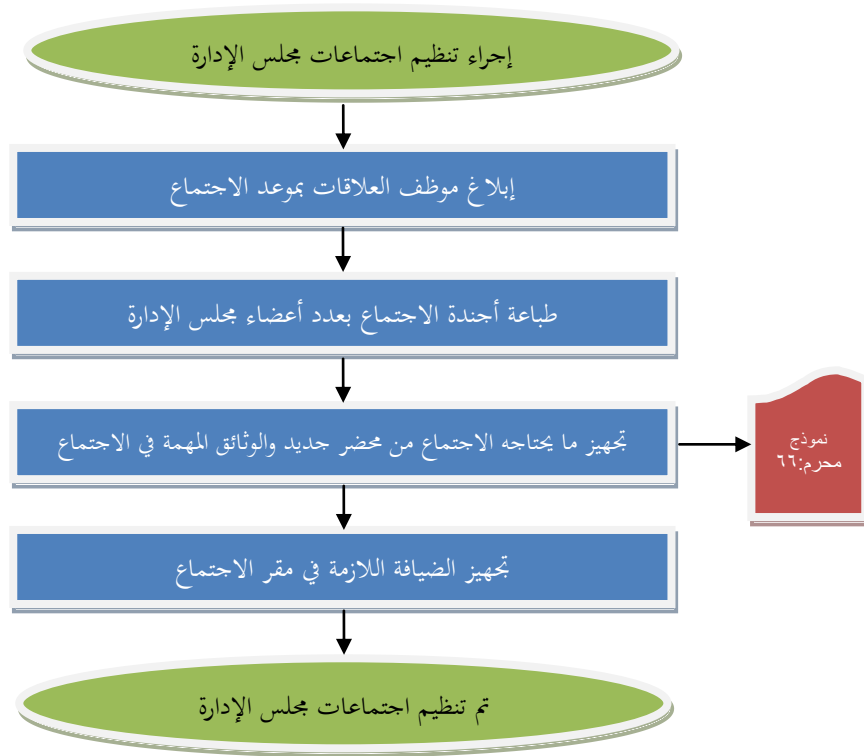 إجراء تنظيم اجتماعات مجلس الإدارة
إبلاغ موظف العلاقات بموعد الاجتماع
طباعة أجندة الاجتماع بعدد أعضاء مجلس الإدارة
تجهيز ما يحتاجه الاجتماع من محضر جديد والوثائق المهمة في الاجتماع
نموذج
محرم:٦٦
تجهيز الضيافة اللازمة في مقر الاجتماع
تم تنظيم اجتماعات مجلس الإدارة